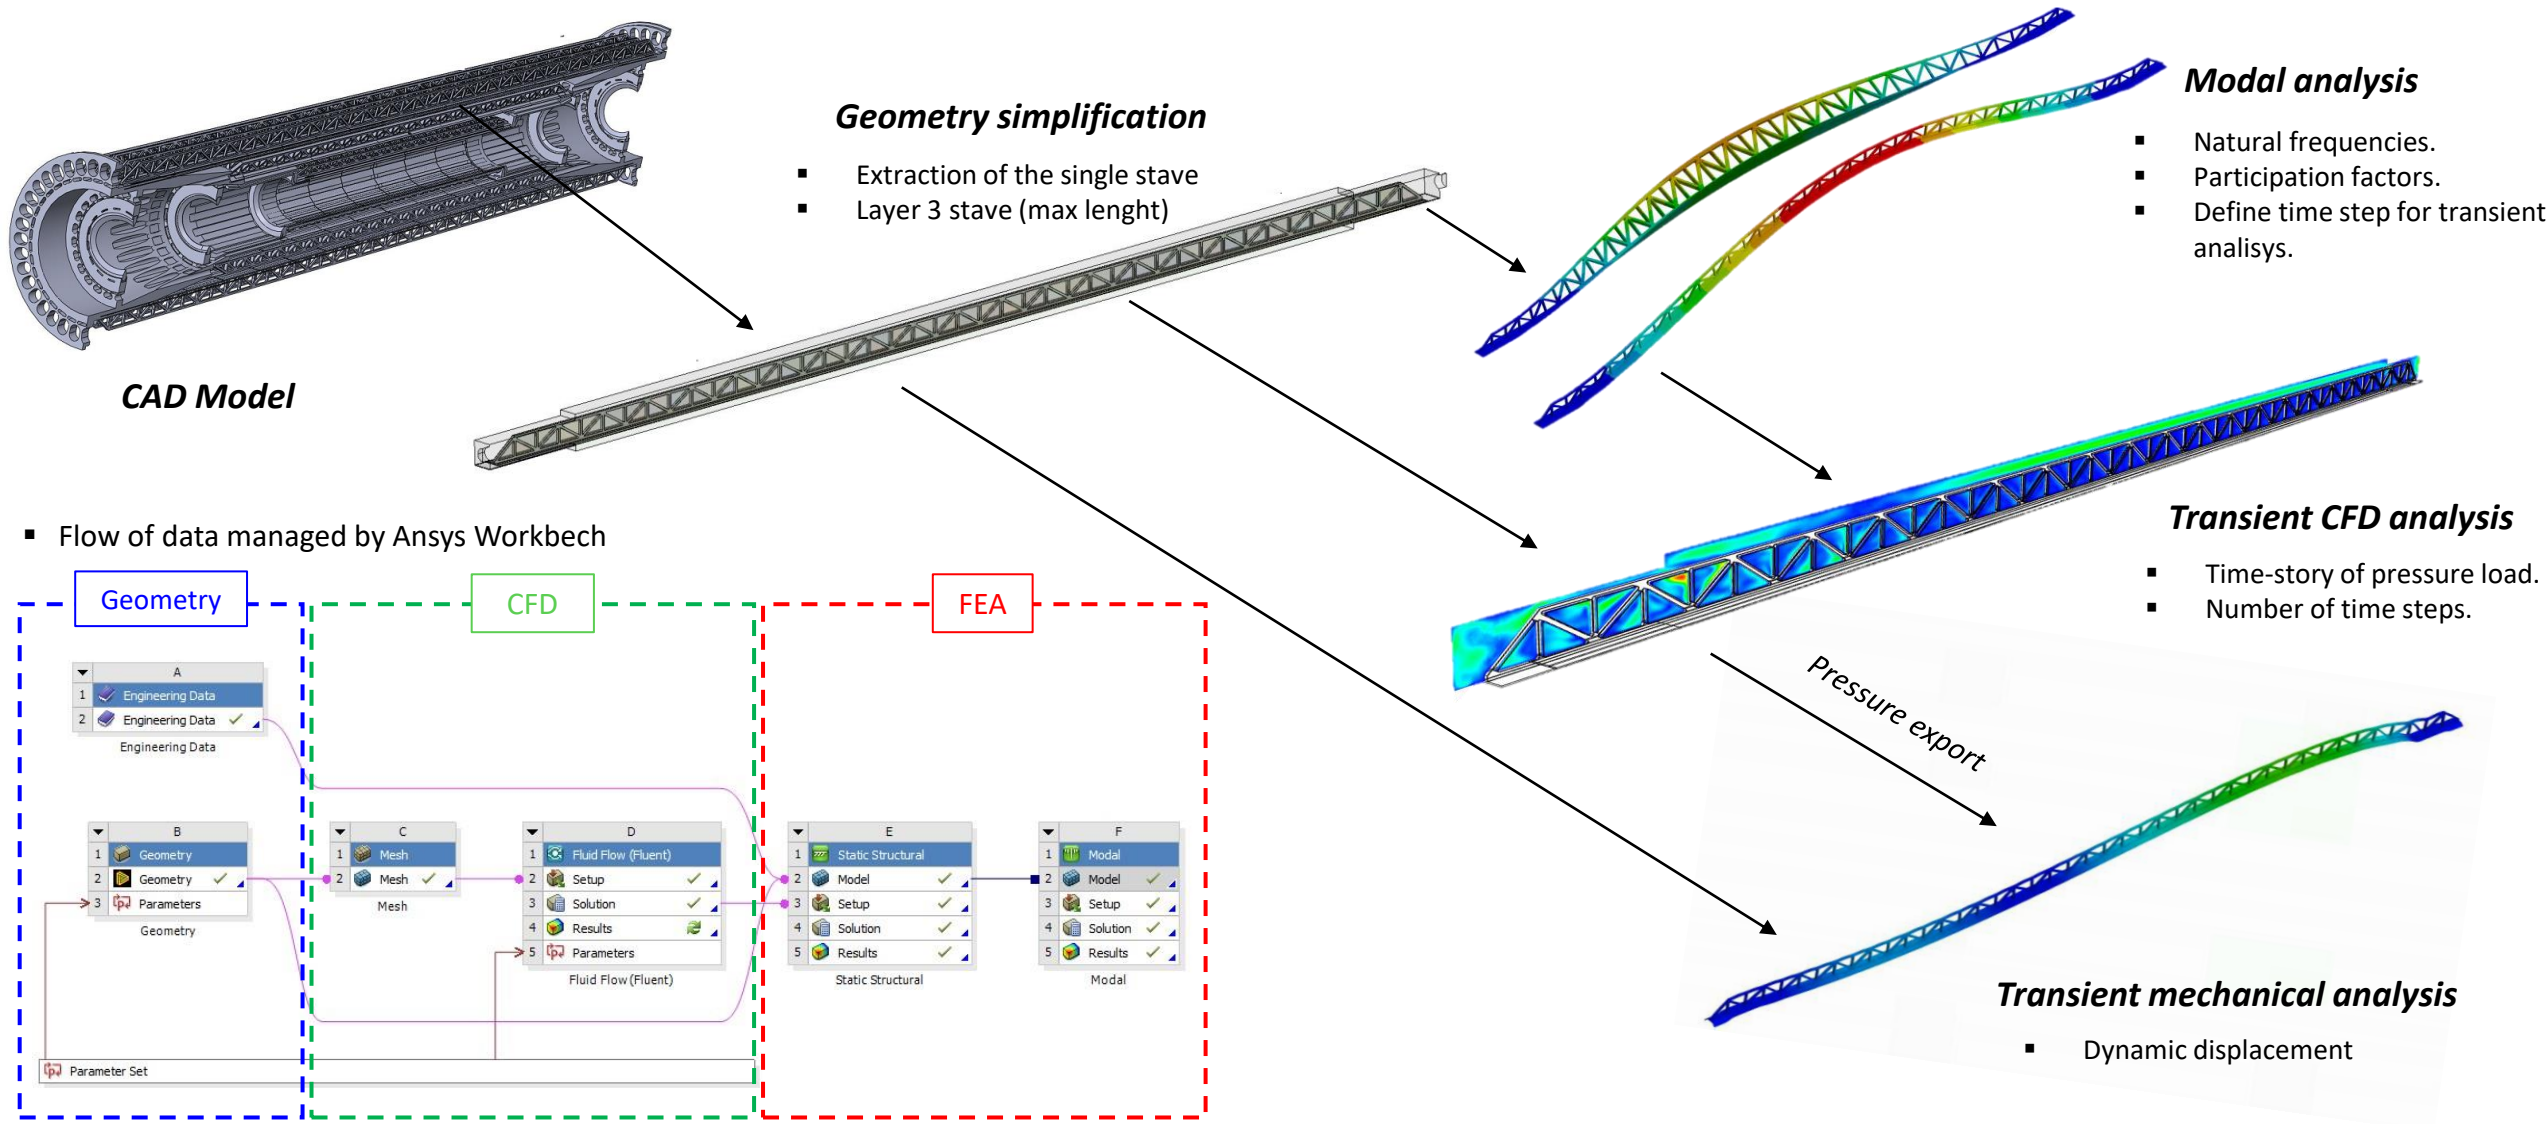 Geometry simplification
▪ Extraction of the single stave
▪ Layer 3 stave (max lenght)
Modal analysis
▪ Natural frequencies.
▪ Participation factors.
▪ Define time step for transient
analisys.
CAD Model
Transient CFD analysis
▪ Time-story of pressure load.
▪ Number of time steps.
Pressure export
Transient mechanical analysis
▪ Dynamic displacement
▪ Flow of data managed by Ansys Workbech
Geometry
CFD
FEA
A
1 Engineering Data
2 Engineering Data
Engineering Data
B
1 Geometry
2 Geometry
3 Parameters
Geometry
C
1 Mesh
2 Mesh
Mesh
D
1 Fluid Flow (Fluent)
2 Setup
3 Solution
4 Results
5 Parameters
Fluid Flow (Fluent)
E
1 Static Structural
2 Model
3 Setup
4 Solution
5 Results
Static Structural
F
1 Modal
2 Model
3 Setup
4 Solution
5 Results
Modal
Parameter Set